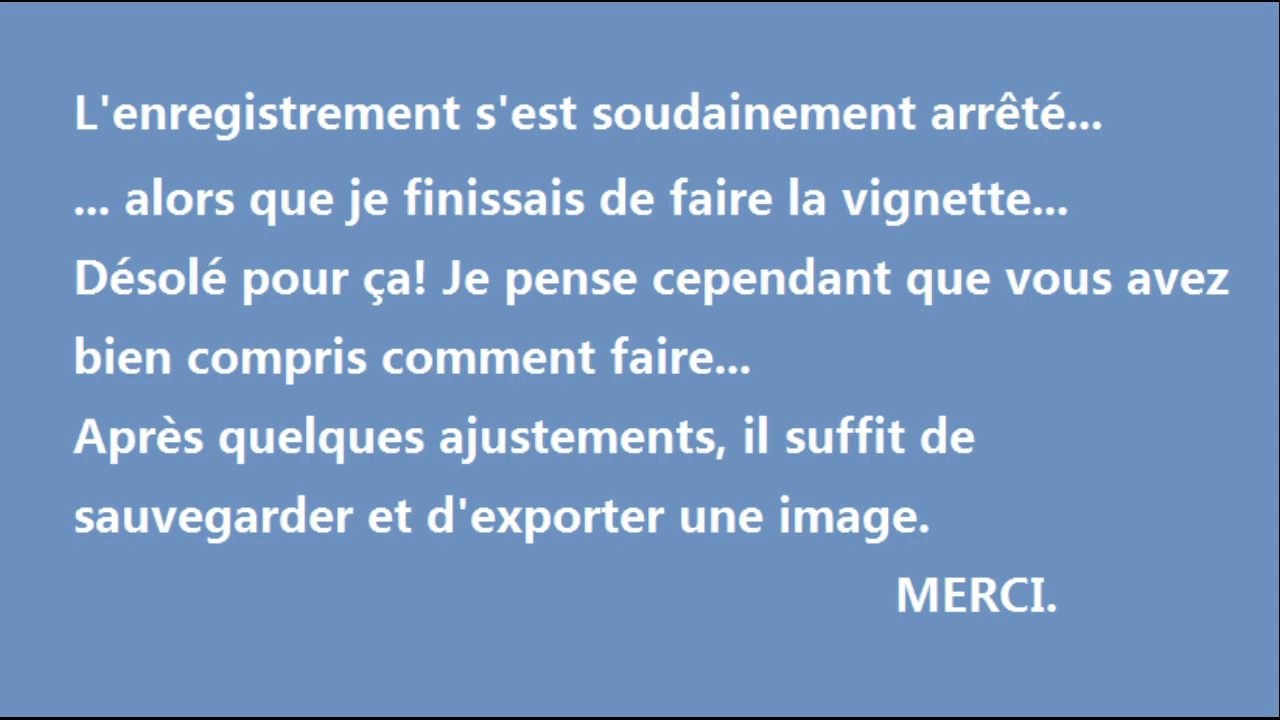 L'enregistrement s'est soudainement arrêté...
... alors que je finissais de faire la vignette...
Désolé pour ça! Je pense cependant que vous avez
bien compris comment faire...
Après quelques ajustements, il suffit de
sauvegarder et d'exporter une image.
MERCI.